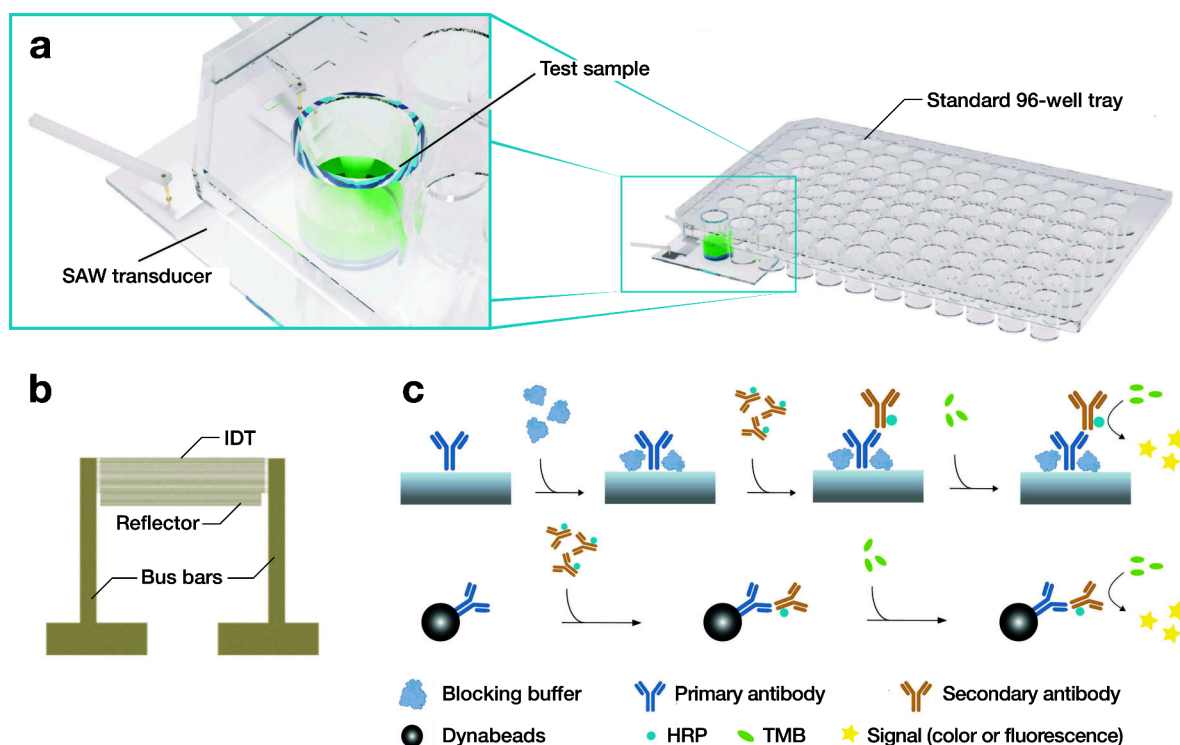 a
Test sample
Standard 96-well tray
SAW transducer
b
IDT
Reflector
Bus bars
c
Blocking buffer
Primary antibody
Secondary antibody
Dynabeads
HRP
TMB
Signal (color or fluorescence)